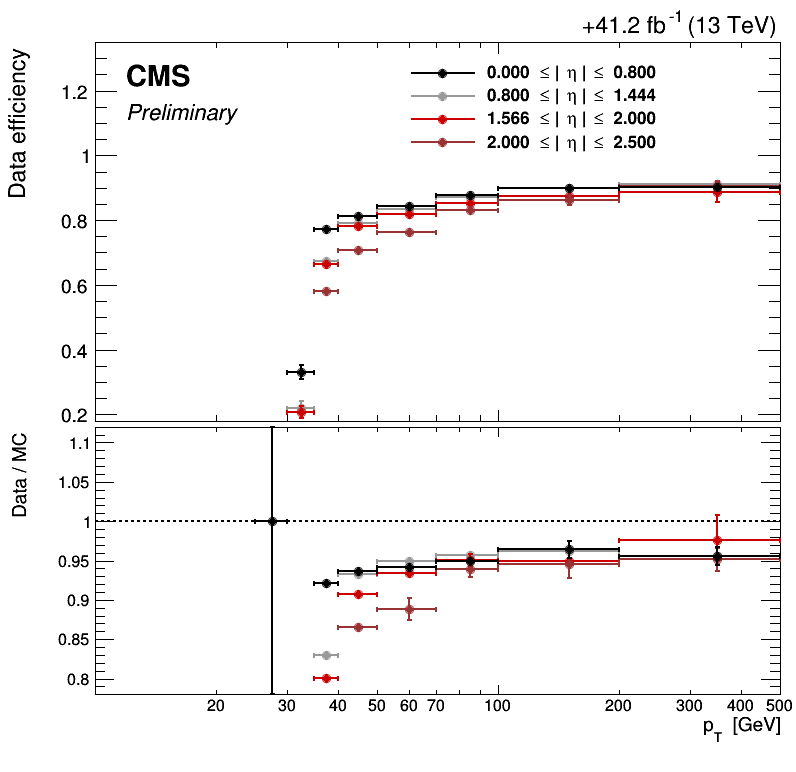 +41.2 fb⁻¹ (13 TeV)
CMS
Preliminary
0.000 ≤ | η | ≤ 0.800
0.800 ≤ | η | ≤ 1.444
1.566 ≤ | η | ≤ 2.000
2.000 ≤ | η | ≤ 2.500
Data efficiency
1.2
1
0.8
0.6
0.4
0.2
Data / MC
1.1
1.05
1
0.95
0.9
0.85
0.8
20 30 40 50 60 70 100 200 300 400 500
p_T [GeV]